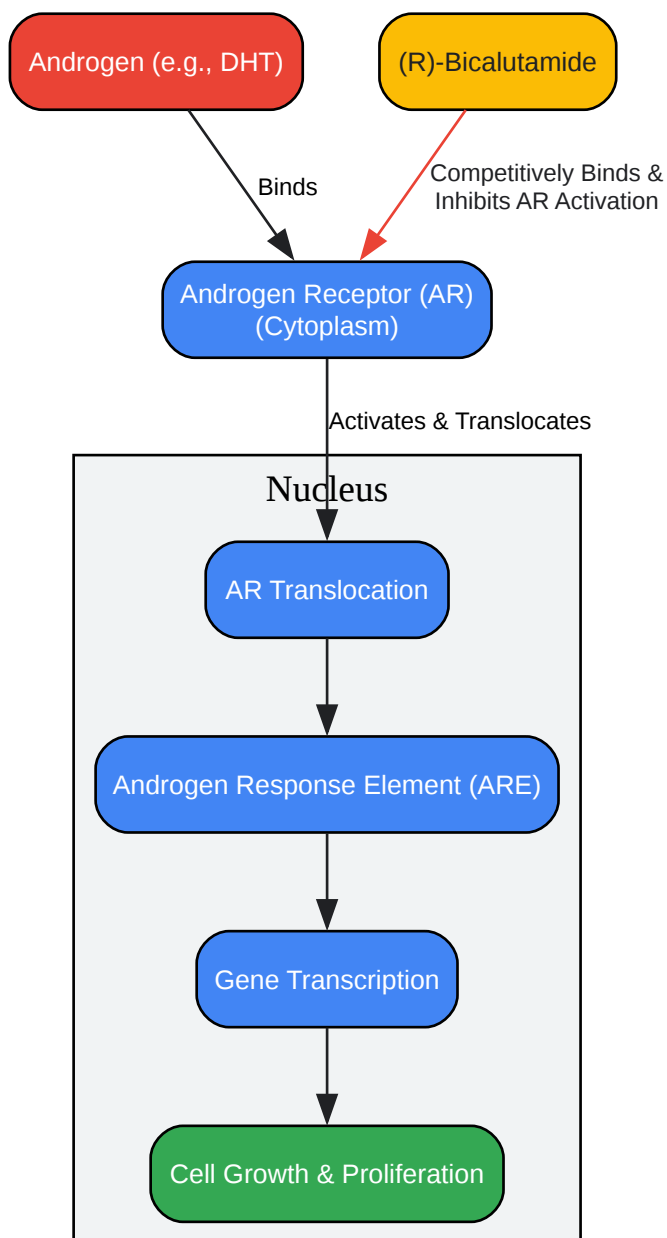 Androgen (e.g., DHT)
(R)-Bicalutamide
Binds
Competitively Binds &
Inhibits AR Activation
Androgen Receptor (AR)
(Cytoplasm)
Activates & Translocates
Nucleus
AR Translocation
Androgen Response Element (ARE)
Gene Transcription
Cell Growth & Proliferation